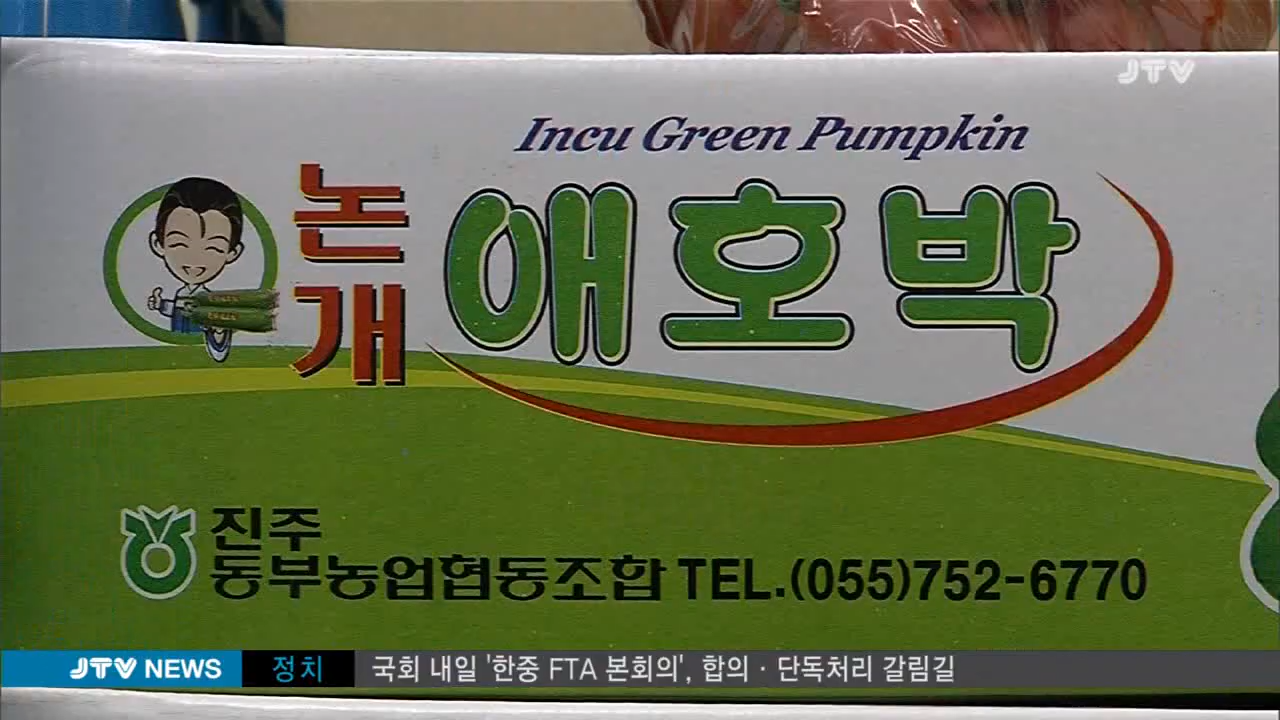 JTV
Incu Green Pumpkin
논개 애호박
진주
동부농업협동조합 TEL.(055)752-6770
JTV NEWS 정치 국회 내일 '한중 FTA 본회의', 합의·단독처리 갈림길